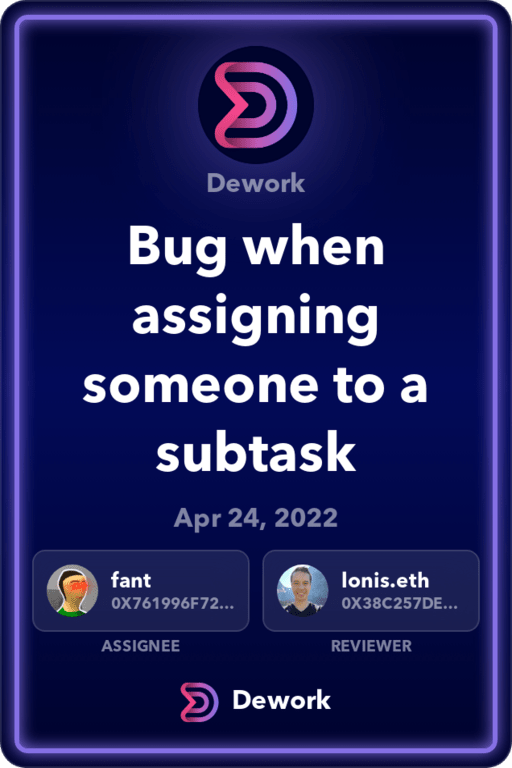 Dework
Bug when
assigning
someone to a
subtask
Apr 24, 2022
fant
0X761996F72...
ASSIGNEE
lonis.eth
0X38C257DE...
REVIEWER
Dework